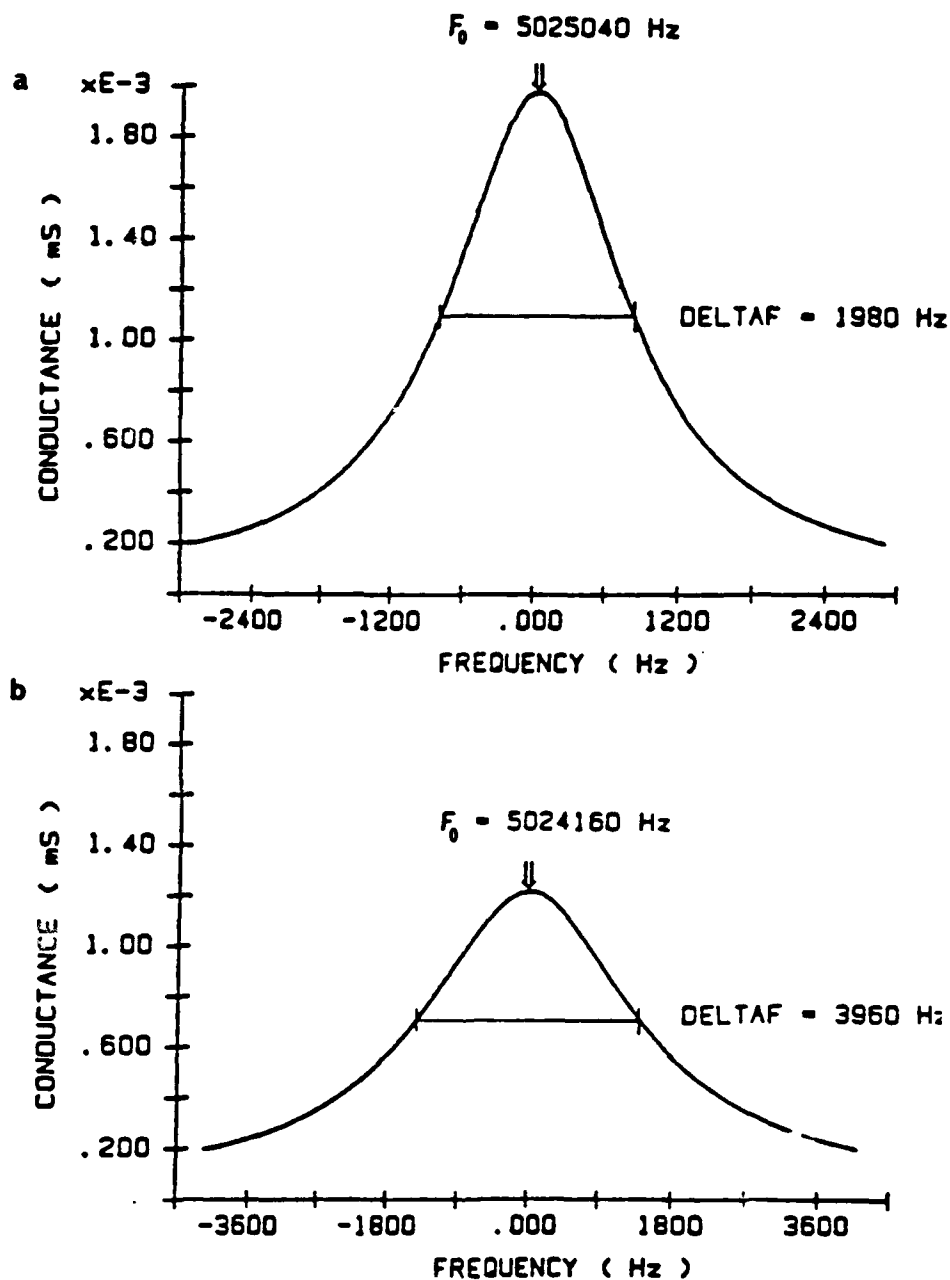 F₀ = 5025040 Hz
a
×E-3
1.80
1.40
1.00
.600
.200
CONDUCTANCE ( mS )
DELTAF = 1980 Hz
-2400 -1200 .000 1200 2400
FREQUENCY ( Hz )
b
×E-3
1.80
1.40
1.00
.600
.200
CONDUCTANCE ( mS )
F₀ = 5024160 Hz
DELTAF = 3960 Hz
-3600 -1800 .000 1800 3600
FREQUENCY ( Hz )